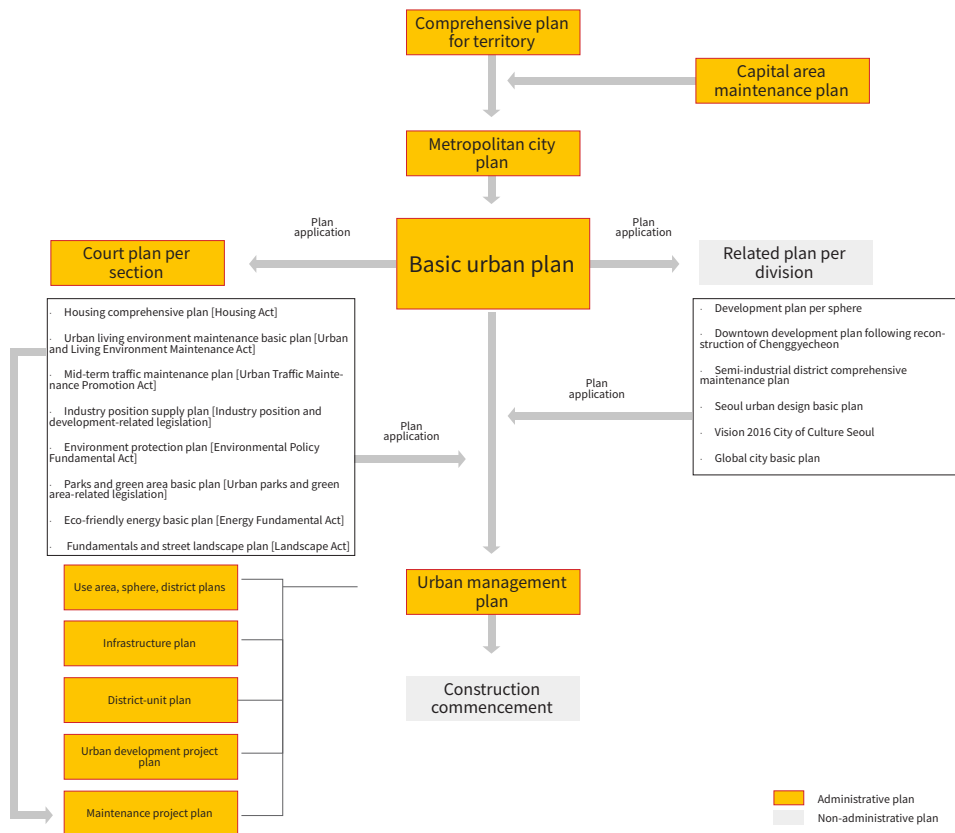 Comprehensive plan
for territory
Capital area
maintenance plan
Metropolitan city
plan
Plan
application
Plan
application
Court plan per
section
Basic urban plan
Related plan per
division
· Housing comprehensive plan [Housing Act]
· Urban living environment maintenance basic plan [Urban
and Living Environment Maintenance Act]
· Mid-term traffic maintenance plan [Urban Traffic Mainte-
nance Promotion Act]
· Industry position supply plan [Industry position and
development-related legislation]
· Environment protection plan [Environmental Policy
Fundamental Act]
· Parks and green area basic plan [Urban parks and green
area-related legislation]
· Eco-friendly energy basic plan [Energy Fundamental Act]
· Fundamentals and street landscape plan [Landscape Act]
Plan
application
Plan
application
· Development plan per sphere
· Downtown development plan following recon-
struction of Chenggyecheon
· Semi-industrial district comprehensive
maintenance plan
· Seoul urban design basic plan
· Vision 2016 City of Culture Seoul
· Global city basic plan
Use area, sphere, district plans
Infrastructure plan
District-unit plan
Urban development project
plan
Maintenance project plan
Urban management
plan
Construction
commencement
Administrative plan
Non-administrative plan